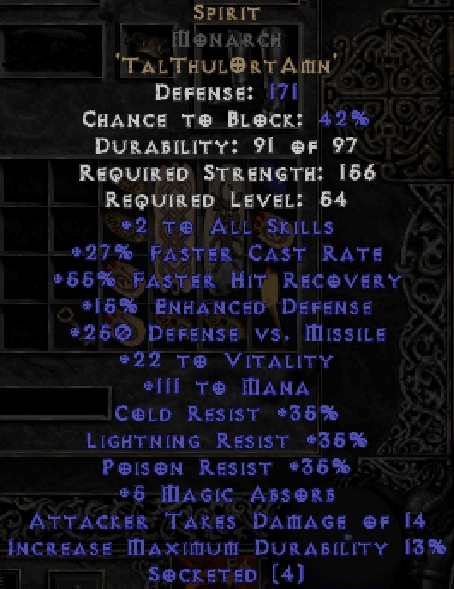 Spirit
Monarch
'TalThulOrtAmn'
Defense: 171
Chance to Block: 42%
Durability: 91 of 97
Required Strength: 156
Required Level: 54
+2 to All Skills
+27% Faster Cast Rate
+55% Faster Hit Recovery
+15% Enhanced Defense
+250 Defense vs. Missile
+22 to Vitality
+111 to Mana
Cold Resist +35%
Lightning Resist +35%
Poison Resist +35%
+5 Magic Absorb
Attacker Takes Damage of 14
Increase Maximum Durability 13%
Socketed (4)